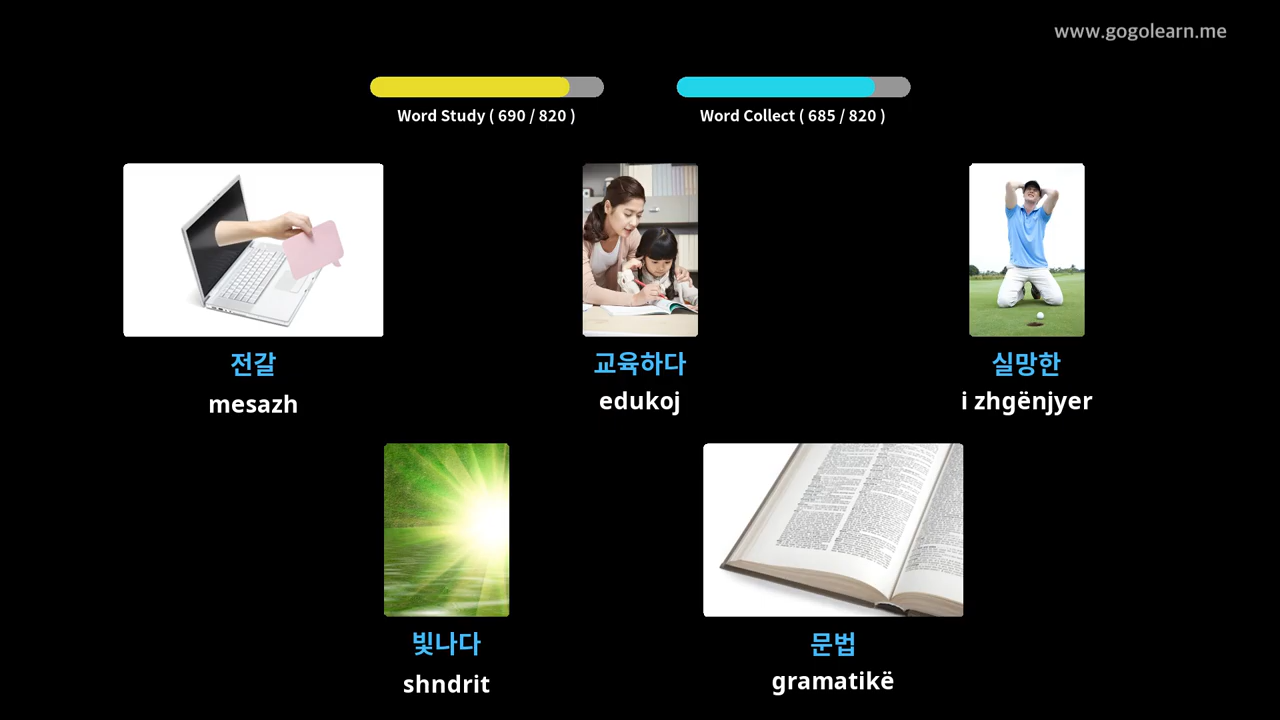 www.gogolearn.me
Word Study ( 690 / 820 )
Word Collect ( 685 / 820 )
전갈
mesazh
교육하다
edukoj
실망한
i zhgënjyer
빛나다
shndrit
문법
gramatikë